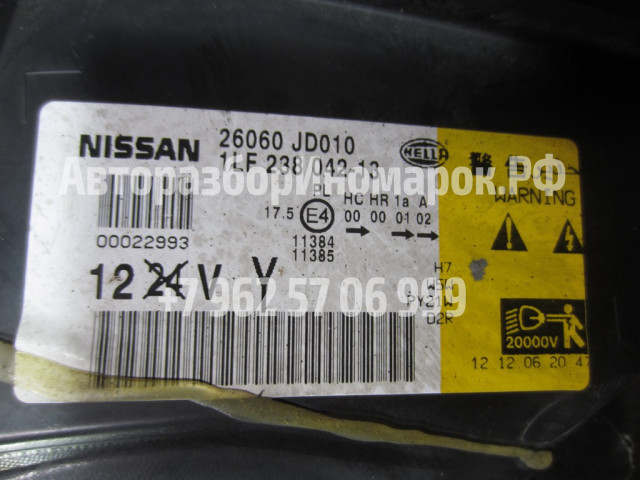 NISSAN 26060 JD010 HELLA
1LF 238 042-13
АвторазборИномарок.РФ
WARNING
PL HC HR 1a A
17.5 E4 00 00 01 02
00022993
11384
11385
12 24 V Y
+7 962 57 06 999
H7
W5W
PY21W
D2R
20000V
12 12 06 20 47